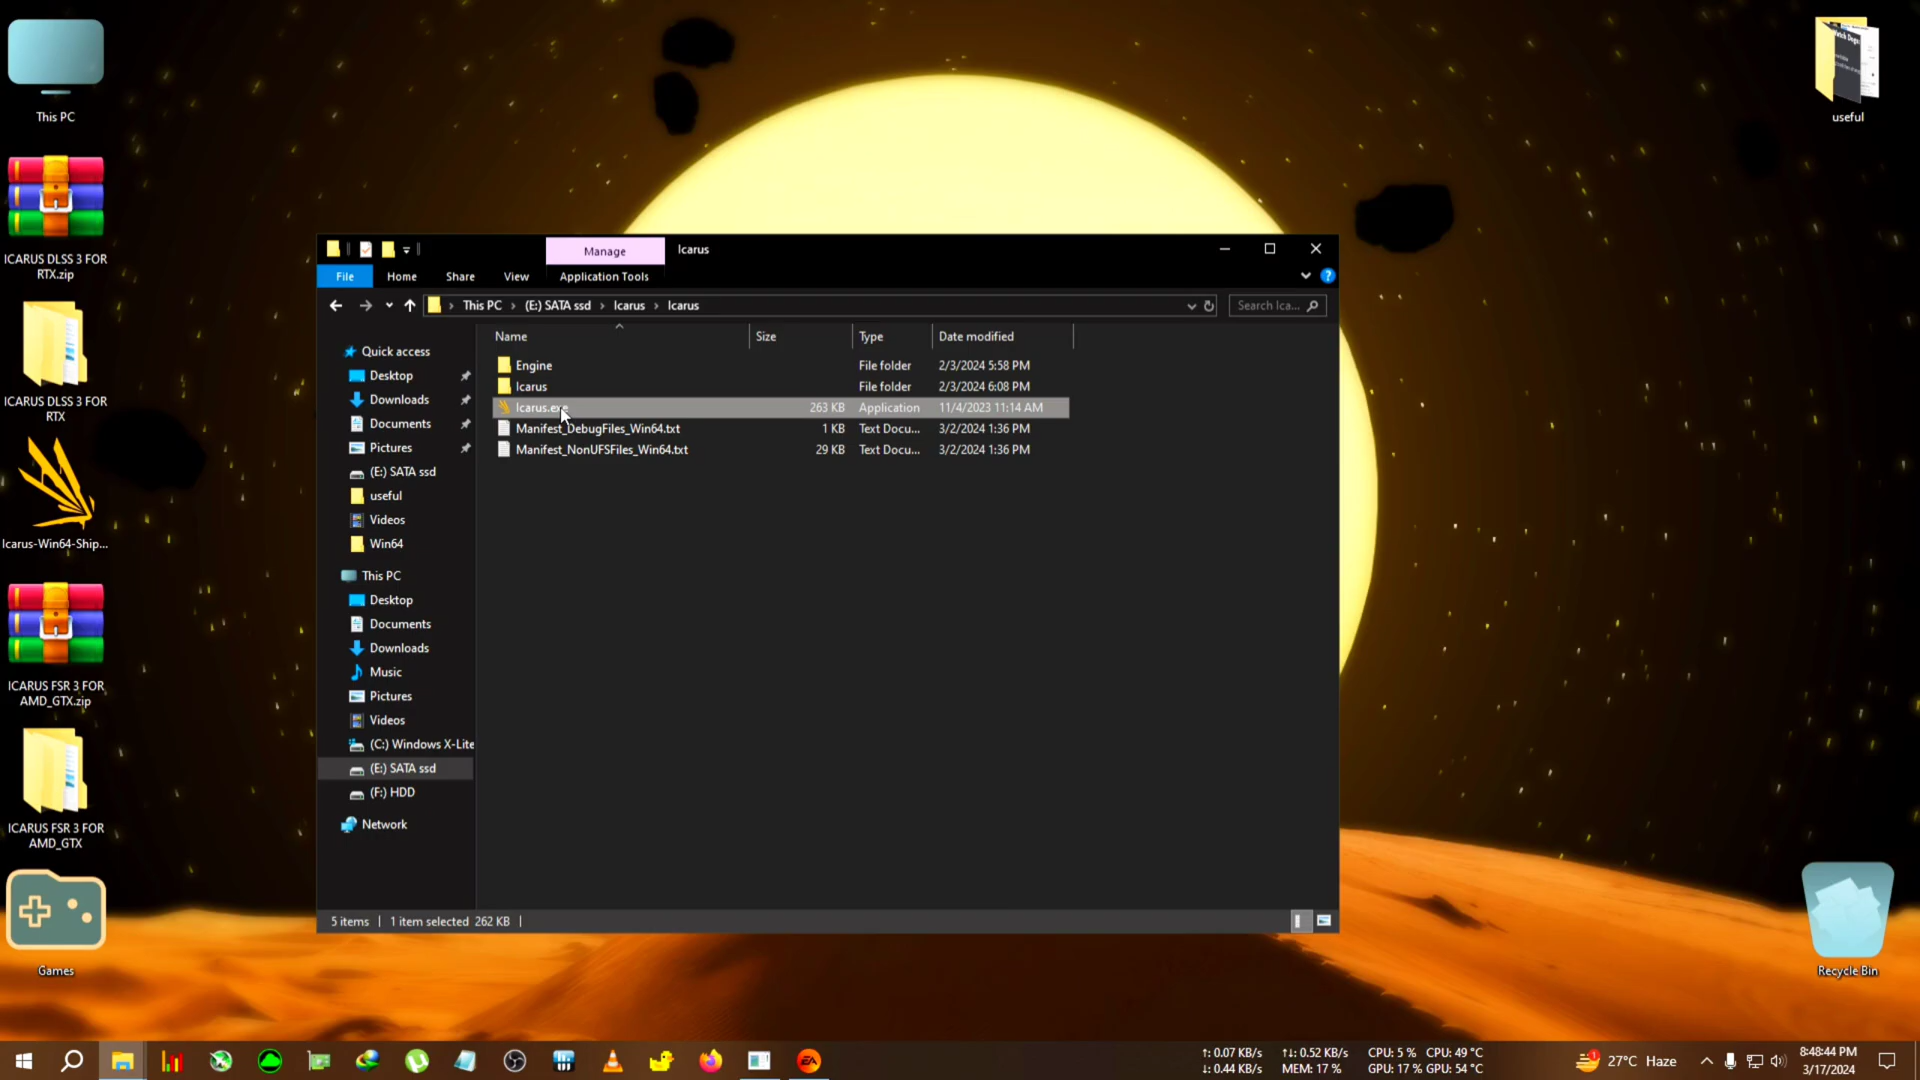 This PC
ICARUS DLSS 3 FOR
RTX.zip
ICARUS DLSS 3 FOR
RTX
Icarus-Win64-Ship...
ICARUS FSR 3 FOR
AMD_GTX.zip
ICARUS FSR 3 FOR
AMD_GTX
Games
useful
Recycle Bin
Manage
Icarus
File
Home
Share
View
Application Tools
This PC > (E:) SATA ssd > Icarus > Icarus
Search Ica...
Name
Size
Type
Date modified
Engine File folder 2/3/2024 5:58 PM
Icarus File folder 2/3/2024 6:08 PM
Icarus.exe 263 KB Application 11/4/2023 11:14 AM
Manifest_DebugFiles_Win64.txt 1 KB Text Docu... 3/2/2024 1:36 PM
Manifest_NonUFSFiles_Win64.txt 29 KB Text Docu... 3/2/2024 1:36 PM
Quick access
Desktop
Downloads
Documents
Pictures
(E:) SATA ssd
useful
Videos
Win64
This PC
Desktop
Documents
Downloads
Music
Pictures
Videos
(C:) Windows X-Lite
(E:) SATA ssd
(F:) HDD
Network
5 items | 1 item selected 262 KB |
↑: 0.07 KB/s ↑↓: 0.52 KB/s CPU: 5 % CPU: 49 °C
↓: 0.44 KB/s MEM: 17 % GPU: 17 % GPU: 54 °C
EA
1
27°C Haze
8:48:44 PM
3/17/2024